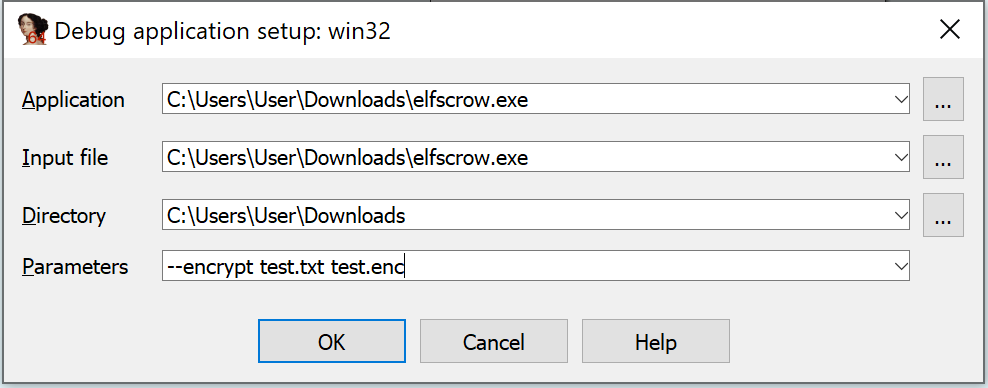 Debug application setup: win32
Application C:\Users\User\Downloads\elfscrow.exe ...
Input file C:\Users\User\Downloads\elfscrow.exe ...
Directory C:\Users\User\Downloads ...
Parameters --encrypt test.txt test.enc
OK Cancel Help